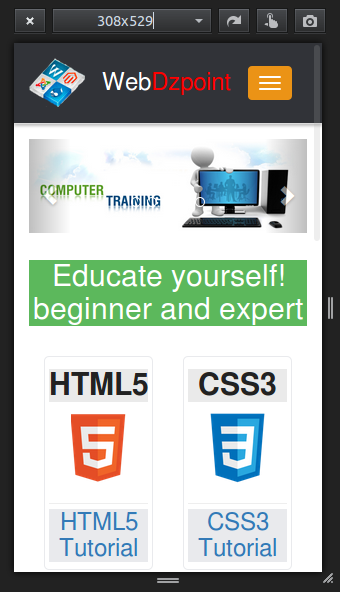 308x529
WebDzpoint
COMPUTER
TRAINING
Educate yourself!
beginner and expert
HTML5
CSS3
5
3
HTML5
Tutorial
CSS3
Tutorial